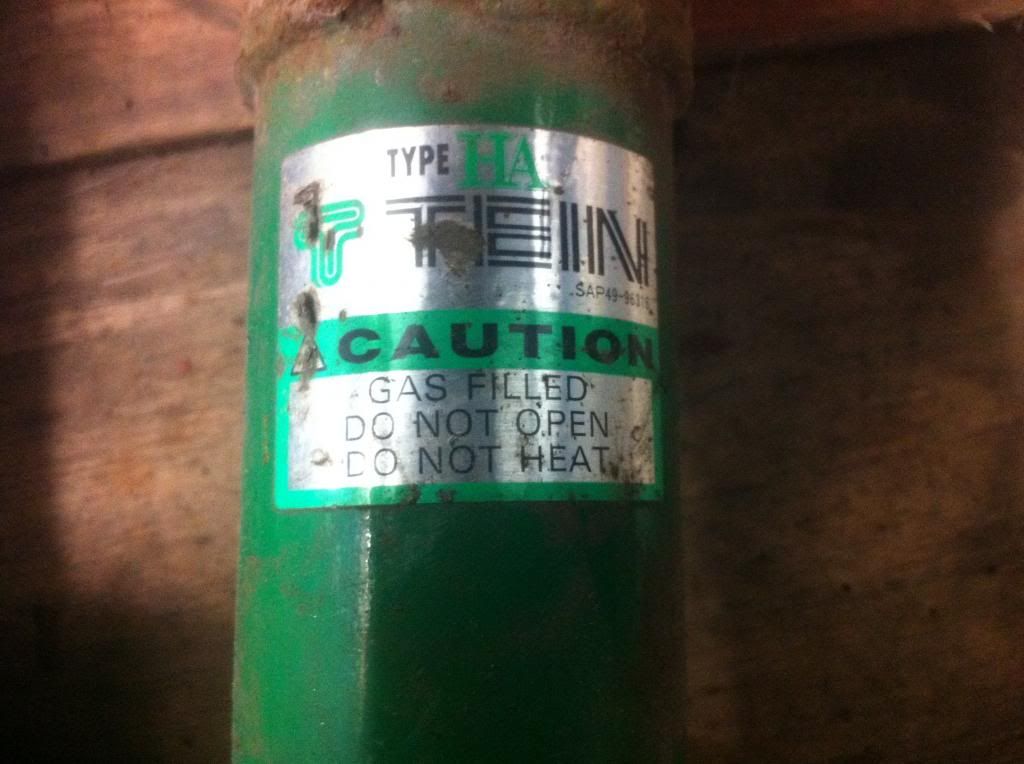 TYPE HA
TEIN
CAUTION
GAS FILLED
DO NOT OPEN
DO NOT HEAT